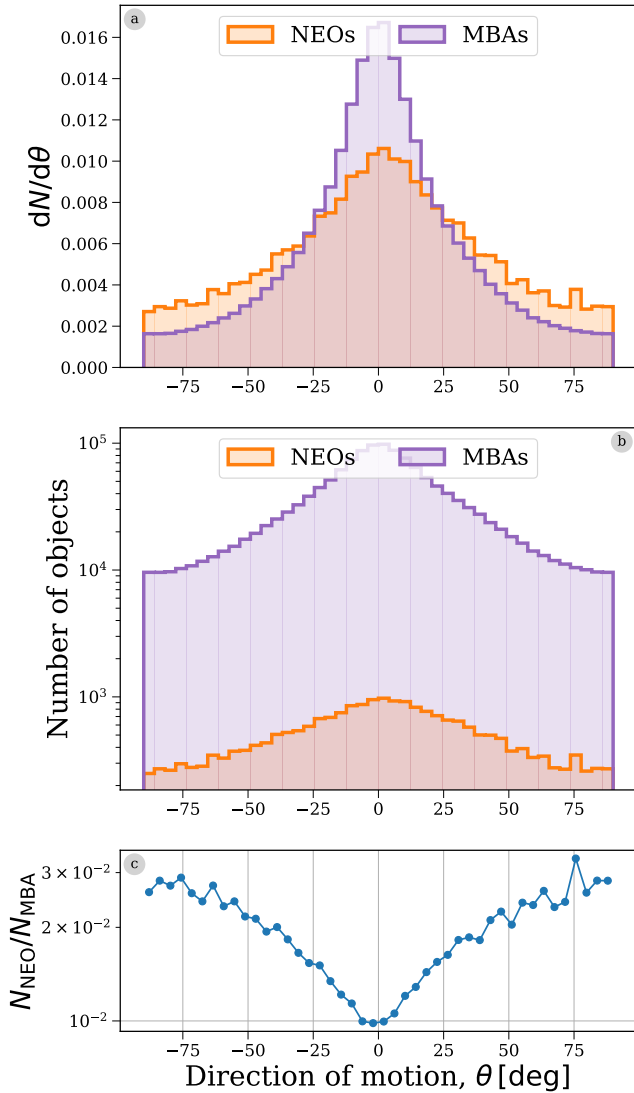 a
NEOs MBAs
0.016
0.014
0.012
0.010
0.008
0.006
0.004
0.002
0.000
dN/dθ
−75 −50 −25 0 25 50 75
b
NEOs MBAs
10⁵
10⁴
10³
Number of objects
−75 −50 −25 0 25 50 75
c
3 × 10⁻²
2 × 10⁻²
10⁻²
N_NEO/N_MBA
−75 −50 −25 0 25 50 75
Direction of motion, θ [deg]